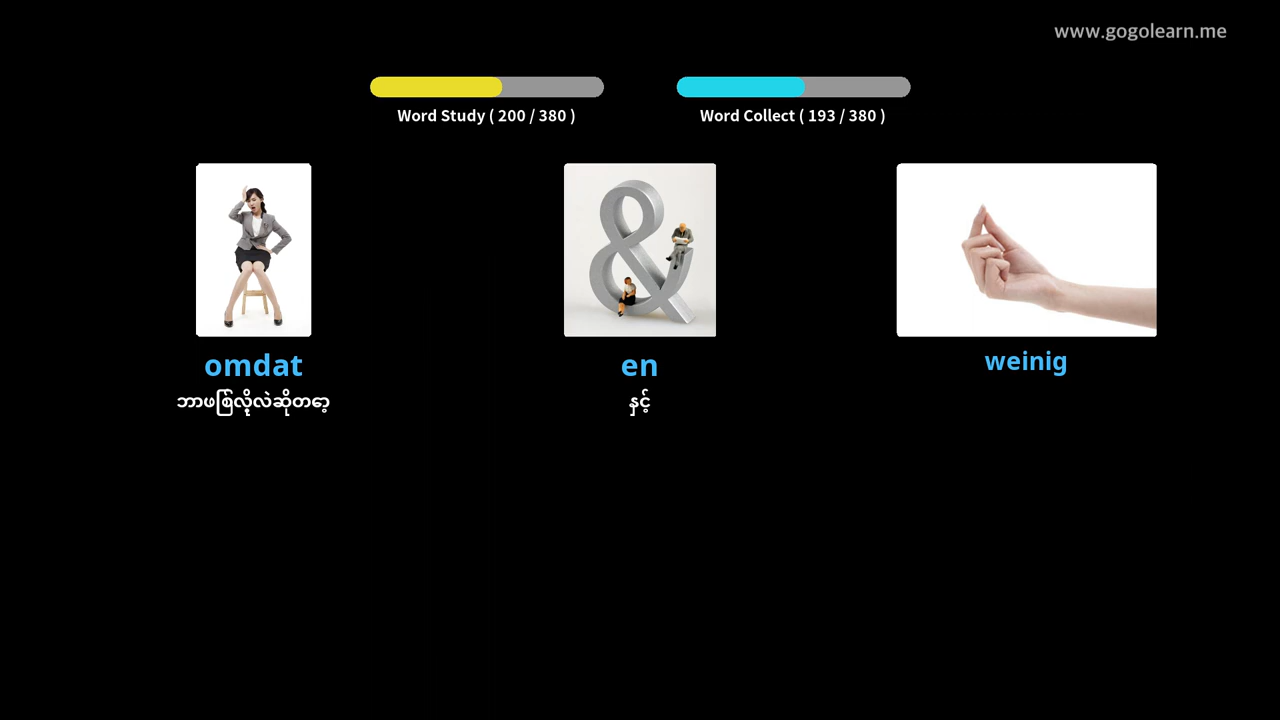 www.gogolearn.me
Word Study ( 200 / 380 )
Word Collect ( 193 / 380 )
omdat
en
weinig
ဘာဖစ်ြလို့လဲဆိုတော့
နှင့်